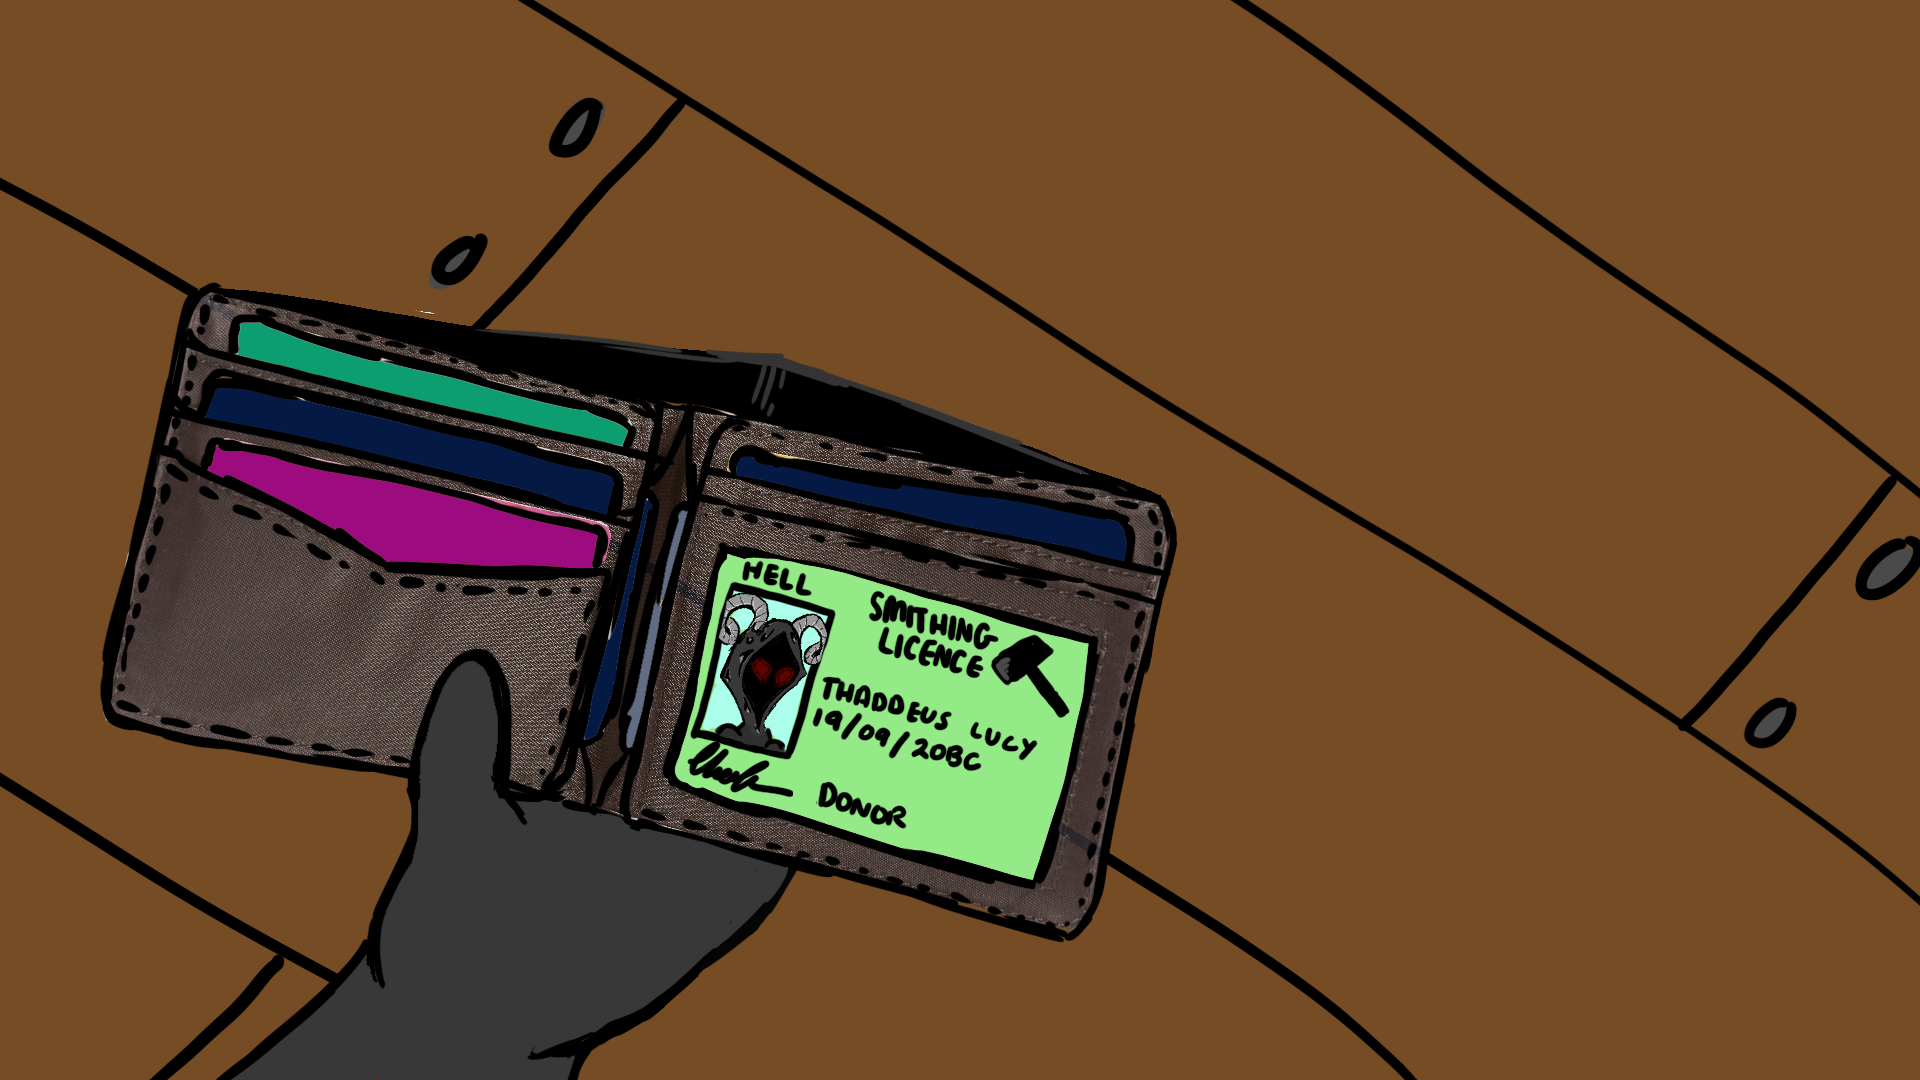 HELL
SMITHING
LICENCE
THADDEUS LUCY
19/09/20BC
DONOR